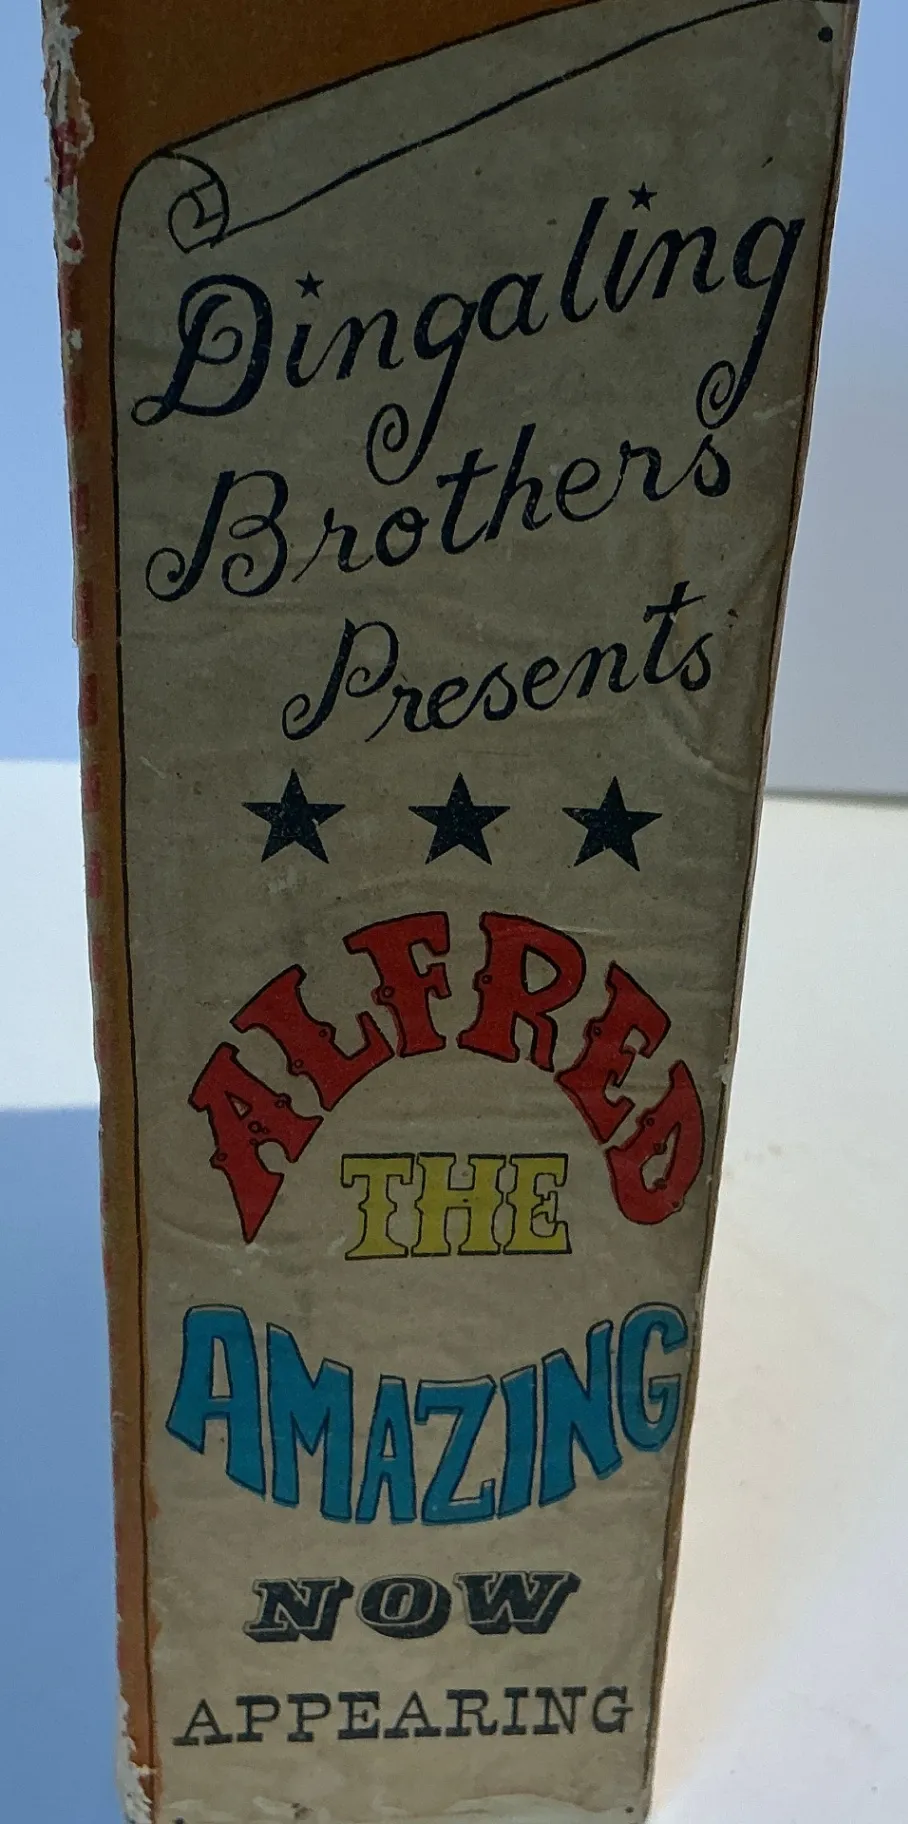 Dingaling
Brothers
Presents
ALFRED
THE
AMAZING
NOW
APPEARING